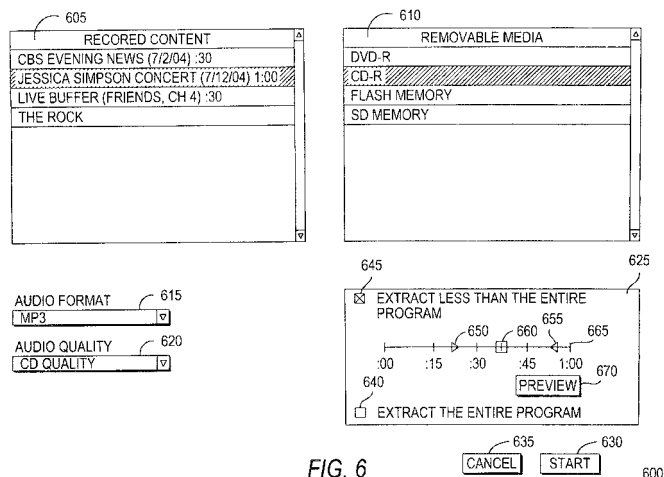 605
RECORED CONTENT
CBS EVENING NEWS (7/2/04) :30
JESSICA SIMPSON CONCERT (7/12/04) 1:00
LIVE BUFFER (FRIENDS, CH 4) :30
THE ROCK
610
REMOVABLE MEDIA
DVD-R
CD-R
FLASH MEMORY
SD MEMORY
AUDIO FORMAT
615
MP3
AUDIO QUALITY
620
CD QUALITY
645
625
EXTRACT LESS THAN THE ENTIRE
PROGRAM
650 660 655 665
:00 :15 :30 :45 1:00
PREVIEW 670
640
EXTRACT THE ENTIRE PROGRAM
635 630
CANCEL START
FIG. 6
600